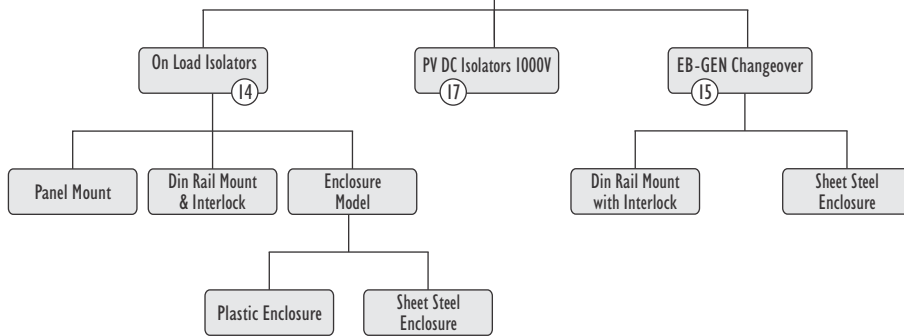 On Load Isolators
14
PV DC Isolators 1000V
17
EB-GEN Changeover
15
Panel Mount
Din Rail Mount
& Interlock
Enclosure
Model
Din Rail Mount
with Interlock
Sheet Steel
Enclosure
Plastic Enclosure
Sheet Steel
Enclosure